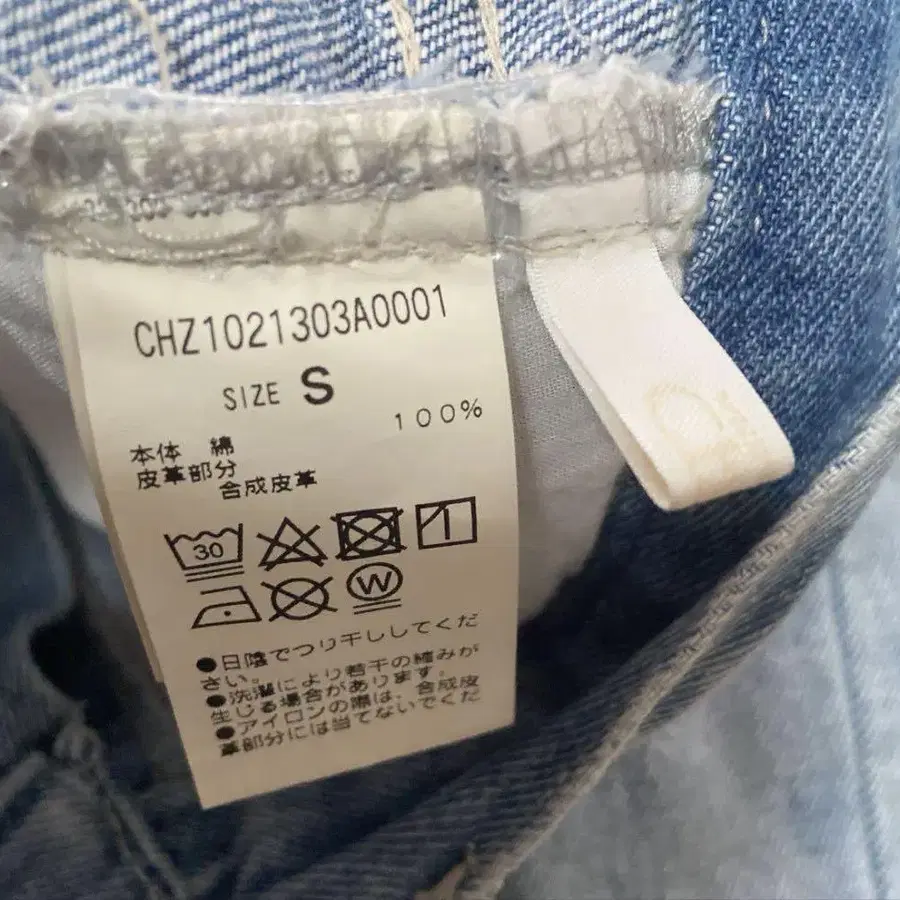 CHZ1021303A0001
SIZE S
100%
本体 綿
皮革部分
合成皮革
30
W
●日陰でつり干ししてくだ
さい。
●洗濯により若干の縮みが
生じる場合があります。
●アイロンの際は、合成皮
革部分には当てないでくだ